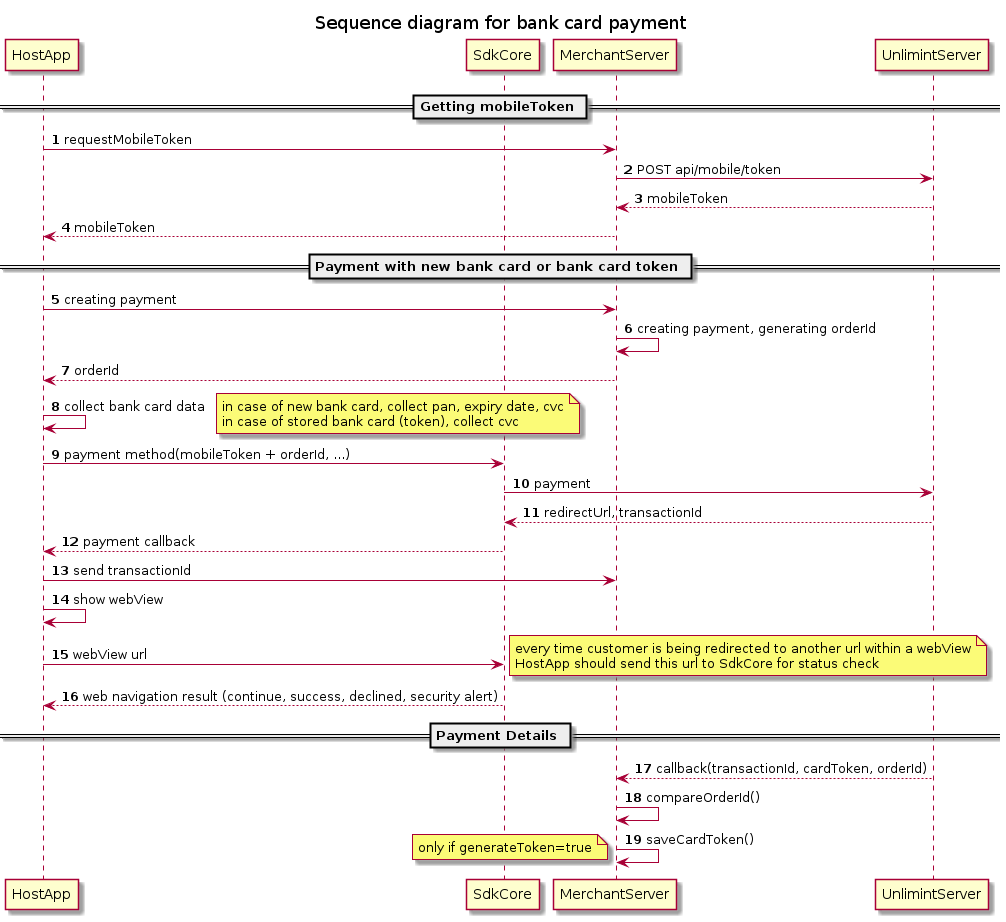 Sequence diagram for bank card payment
HostApp
SdkCore
MerchantServer
UnlimintServer
Getting mobileToken
1 requestMobileToken
2 POST api/mobile/token
3 mobileToken
4 mobileToken
Payment with new bank card or bank card token
5 creating payment
6 creating payment, generating orderId
7 orderId
8 collect bank card data
in case of new bank card, collect pan, expiry date, cvc
in case of stored bank card (token), collect cvc
9 payment method(mobileToken + orderId, ...)
10 payment
11 redirectUrl, transactionId
12 payment callback
13 send transactionId
14 show webView
15 webView url
every time customer is being redirected to another url within a webView
HostApp should send this url to SdkCore for status check
16 web navigation result (continue, success, declined, security alert)
Payment Details
17 callback(transactionId, cardToken, orderId)
18 compareOrderId()
19 saveCardToken()
only if generateToken=true
HostApp
SdkCore
MerchantServer
UnlimintServer